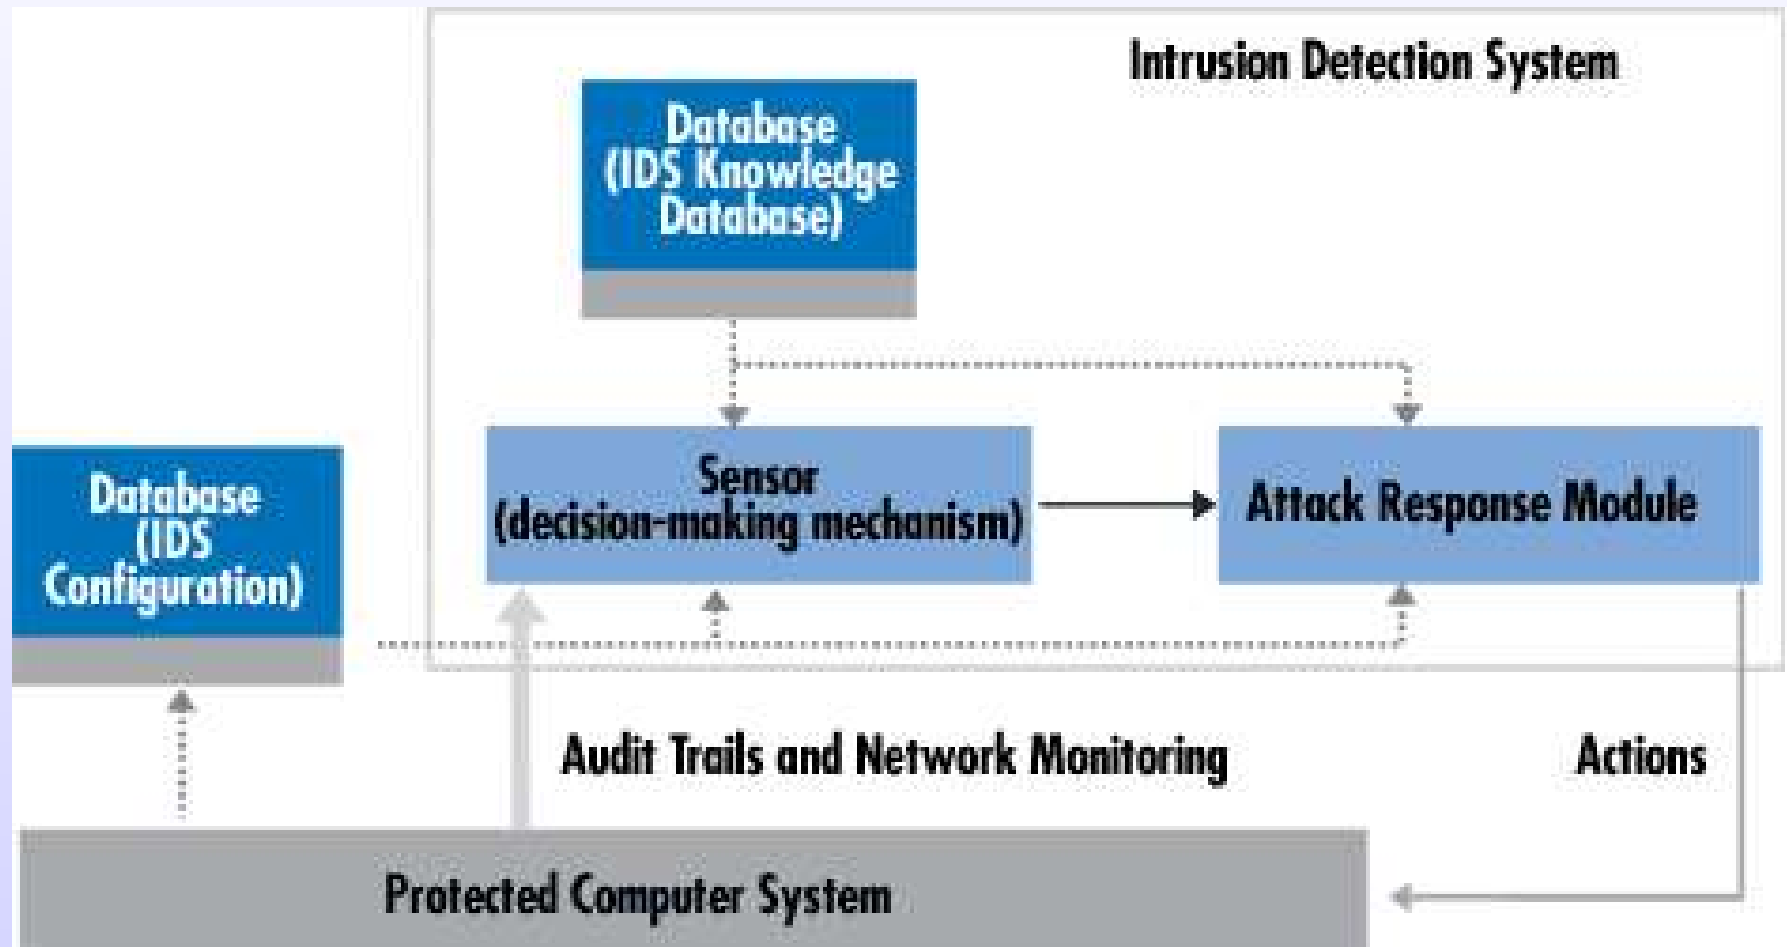 Intrusion Detection System
Database
(IDS Knowledge
Database)
Database
(IDS
Configuration)
Sensor
(decision-making mechanism)
Attack Response Module
Audit Trails and Network Monitoring
Actions
Protected Computer System